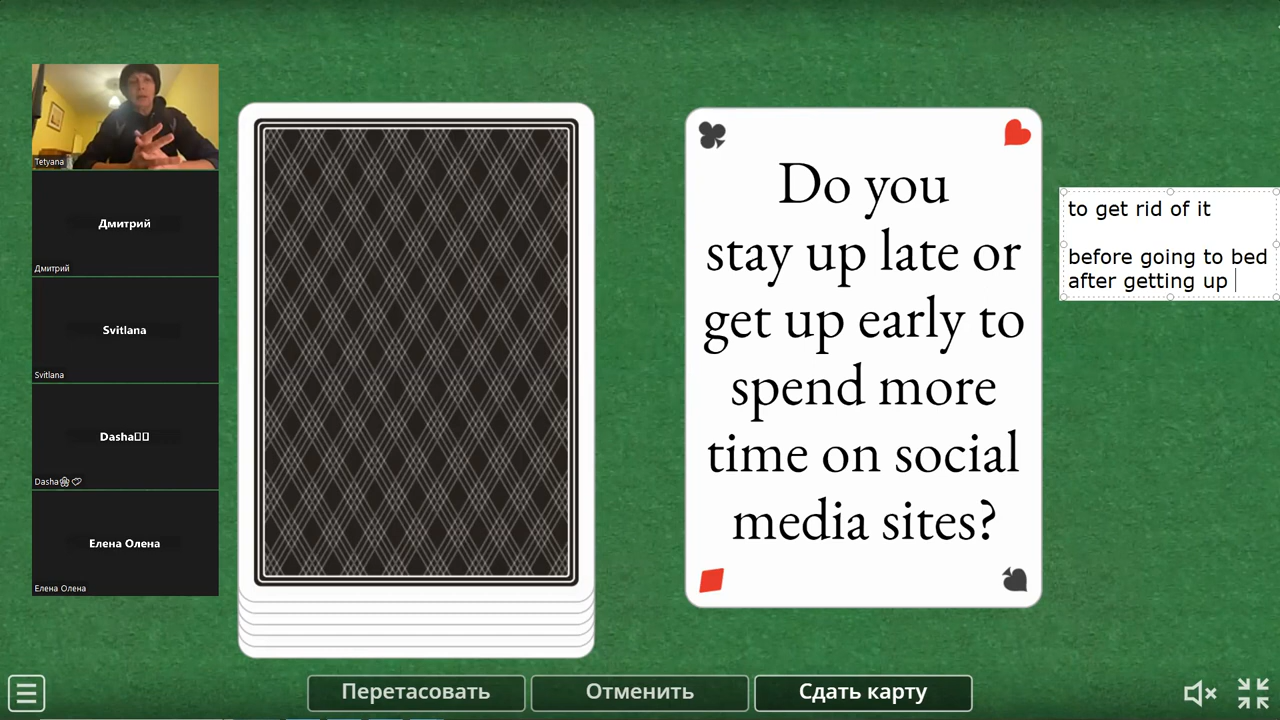 Tetyana
Дмитрий
Дмитрий
Svitlana
Svitlana
Dasha
Dasha
Елена Олена
Елена Олена
Do you
stay up late or
get up early to
spend more
time on social
media sites?
to get rid of it
before going to bed
after getting up
Перетасовать
Отменить
Сдать карту